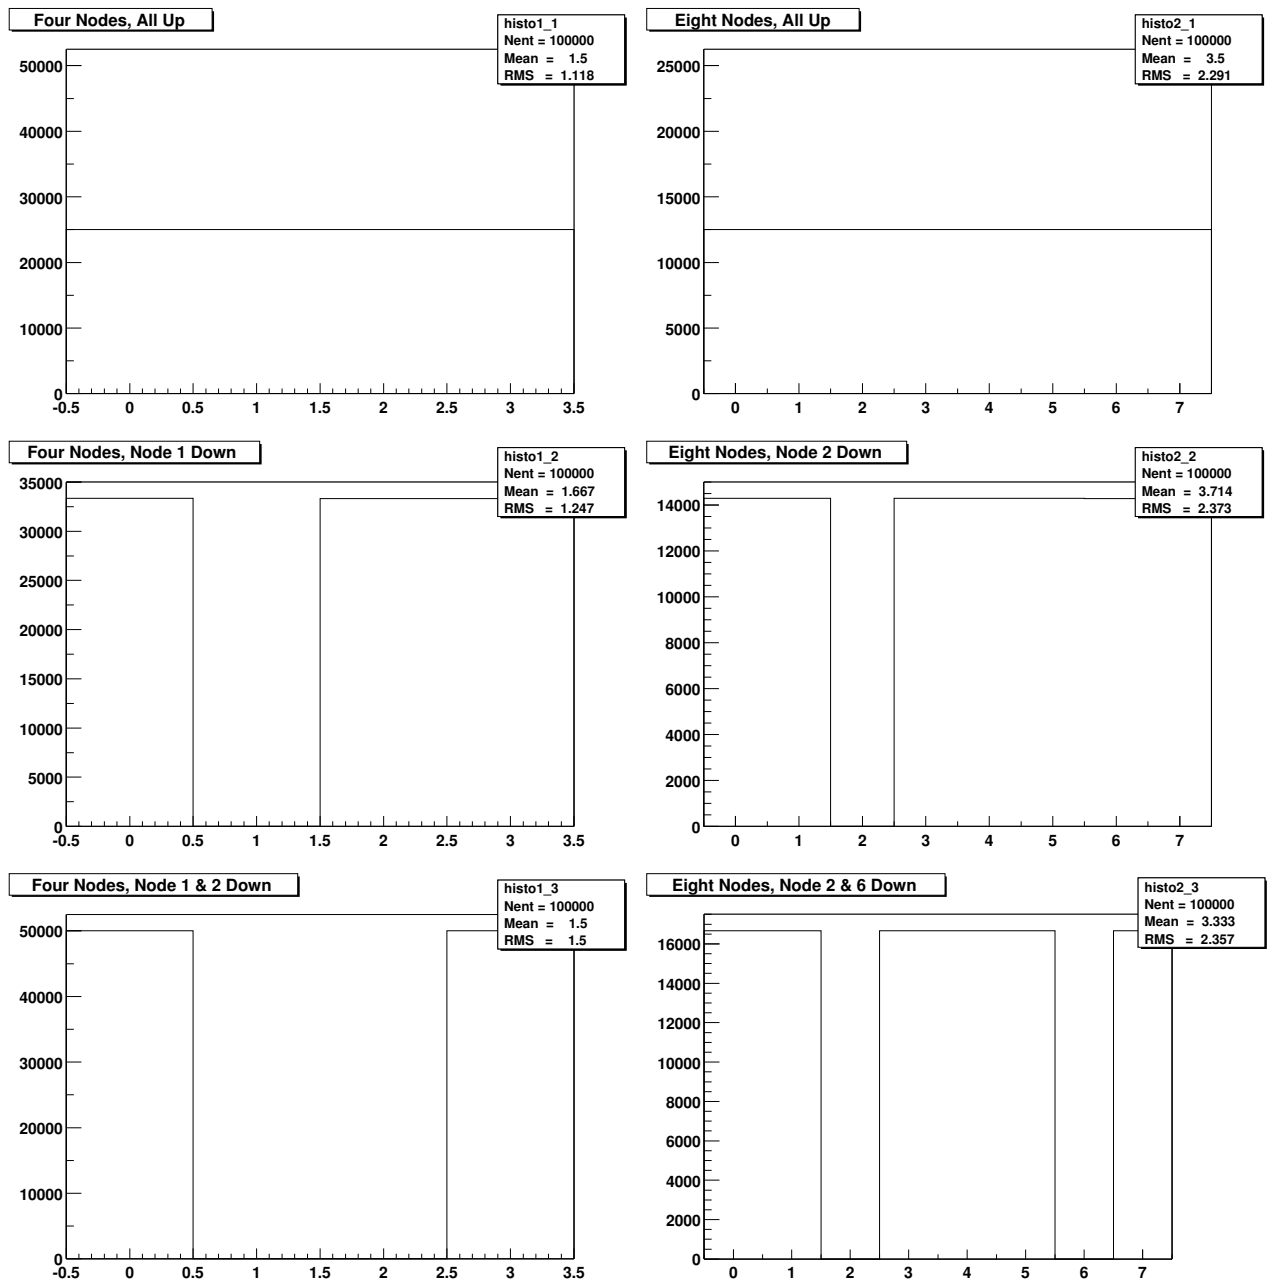 Four Nodes, All Up
histo1_1
Nent = 100000
Mean = 1.5
RMS = 1.118
50000
40000
30000
20000
10000
0
-0.5 0 0.5 1 1.5 2 2.5 3 3.5
Eight Nodes, All Up
histo2_1
Nent = 100000
Mean = 3.5
RMS = 2.291
25000
20000
15000
10000
5000
0
0 1 2 3 4 5 6 7
Four Nodes, Node 1 Down
histo1_2
Nent = 100000
Mean = 1.667
RMS = 1.247
35000
30000
25000
20000
15000
10000
5000
0
-0.5 0 0.5 1 1.5 2 2.5 3 3.5
Eight Nodes, Node 2 Down
histo2_2
Nent = 100000
Mean = 3.714
RMS = 2.373
14000
12000
10000
8000
6000
4000
2000
0
0 1 2 3 4 5 6 7
Four Nodes, Node 1 & 2 Down
histo1_3
Nent = 100000
Mean = 1.5
RMS = 1.5
50000
40000
30000
20000
10000
0
-0.5 0 0.5 1 1.5 2 2.5 3 3.5
Eight Nodes, Node 2 & 6 Down
histo2_3
Nent = 100000
Mean = 3.333
RMS = 2.357
16000
14000
12000
10000
8000
6000
4000
2000
0
0 1 2 3 4 5 6 7